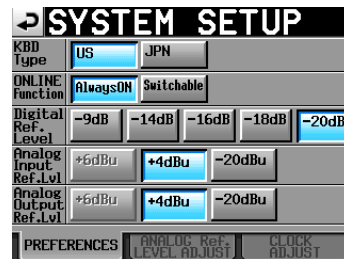 SYSTEM SETUP
KBD Type US JPN
ONLINE Function AlwaysON Switchable
Digital Ref. Level -9dB -14dB -16dB -18dB -20dB
Analog Input Ref.Lvl +6dBu +4dBu -20dBu
Analog Output Ref.Lvl +6dBu +4dBu -20dBu
PREFERENCES ANALOG Ref. LEVEL ADJUST CLOCK ADJUST